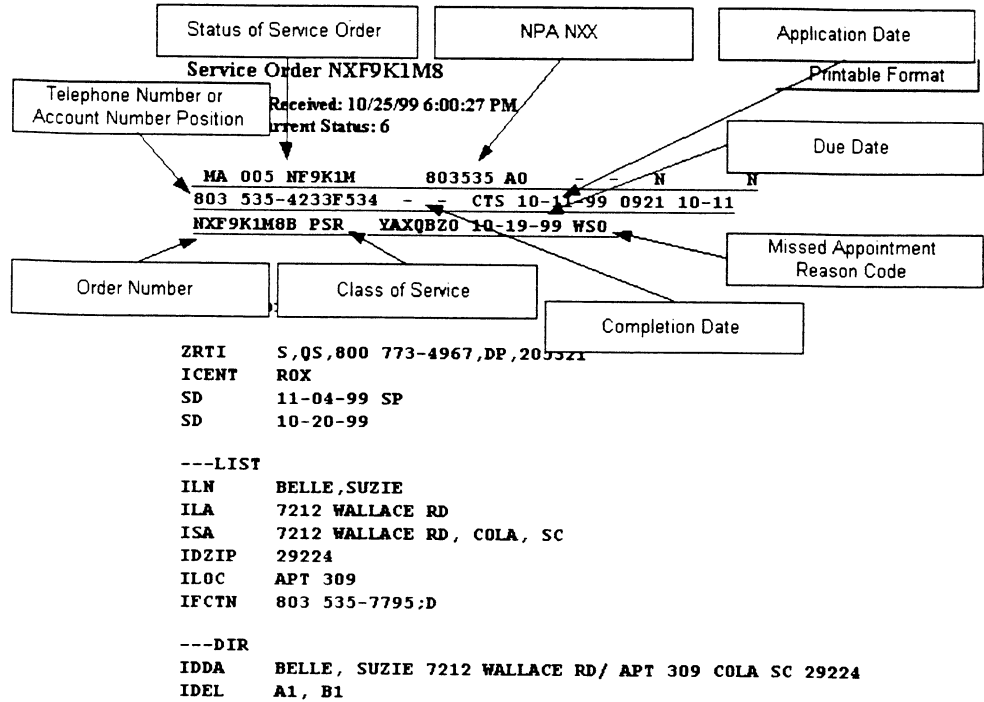 Status of Service Order
NPA NXX
Application Date
Service Order NXF9K1M8
Printable Format
Telephone Number or
Account Number Position
Received: 10/25/99 6:00:27 PM
rrent Status: 6
Due Date
MA 005 NF9K1M 803535 A0 - - N N
803 535-4233F534 - - CTS 10-11-99 0921 10-11
NXF9K1M8B PSR YAXQBZ0 10-19-99 WS0
Missed Appointment
Reason Code
Order Number
Class of Service
Completion Date
ZRTI S,QS,800 773-4967,DP,205321
ICENT ROX
SD 11-04-99 SP
SD 10-20-99
---LIST
ILN BELLE,SUZIE
ILA 7212 WALLACE RD
ISA 7212 WALLACE RD, COLA, SC
IDZIP 29224
ILOC APT 309
IFCTN 803 535-7795;D
---DIR
IDDA BELLE, SUZIE 7212 WALLACE RD/ APT 309 COLA SC 29224
IDEL A1, B1